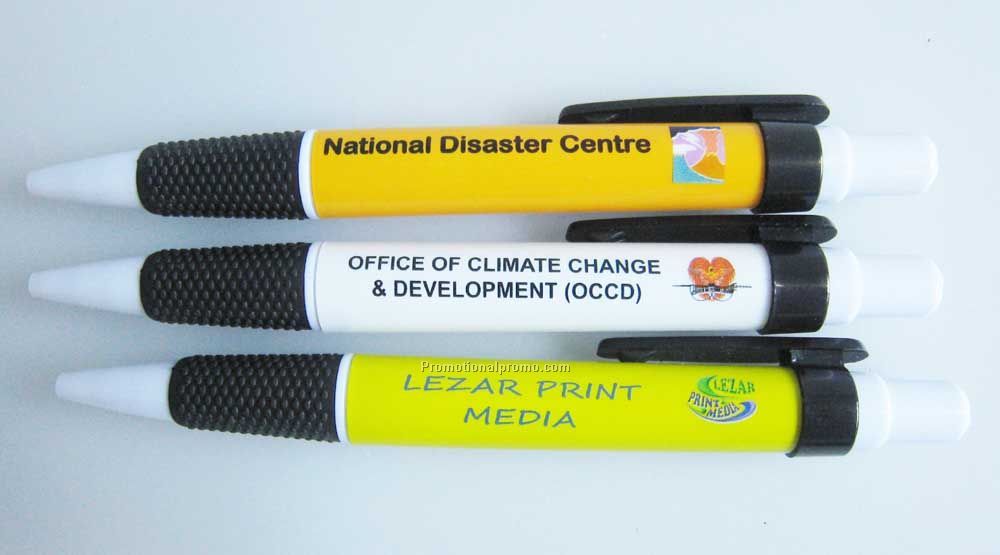 National Disaster Centre
OFFICE OF CLIMATE CHANGE
& DEVELOPMENT (OCCD)
Promotionalpromo.com
LEZAR PRINT
MEDIA
LEZAR
PRINT
MEDIA